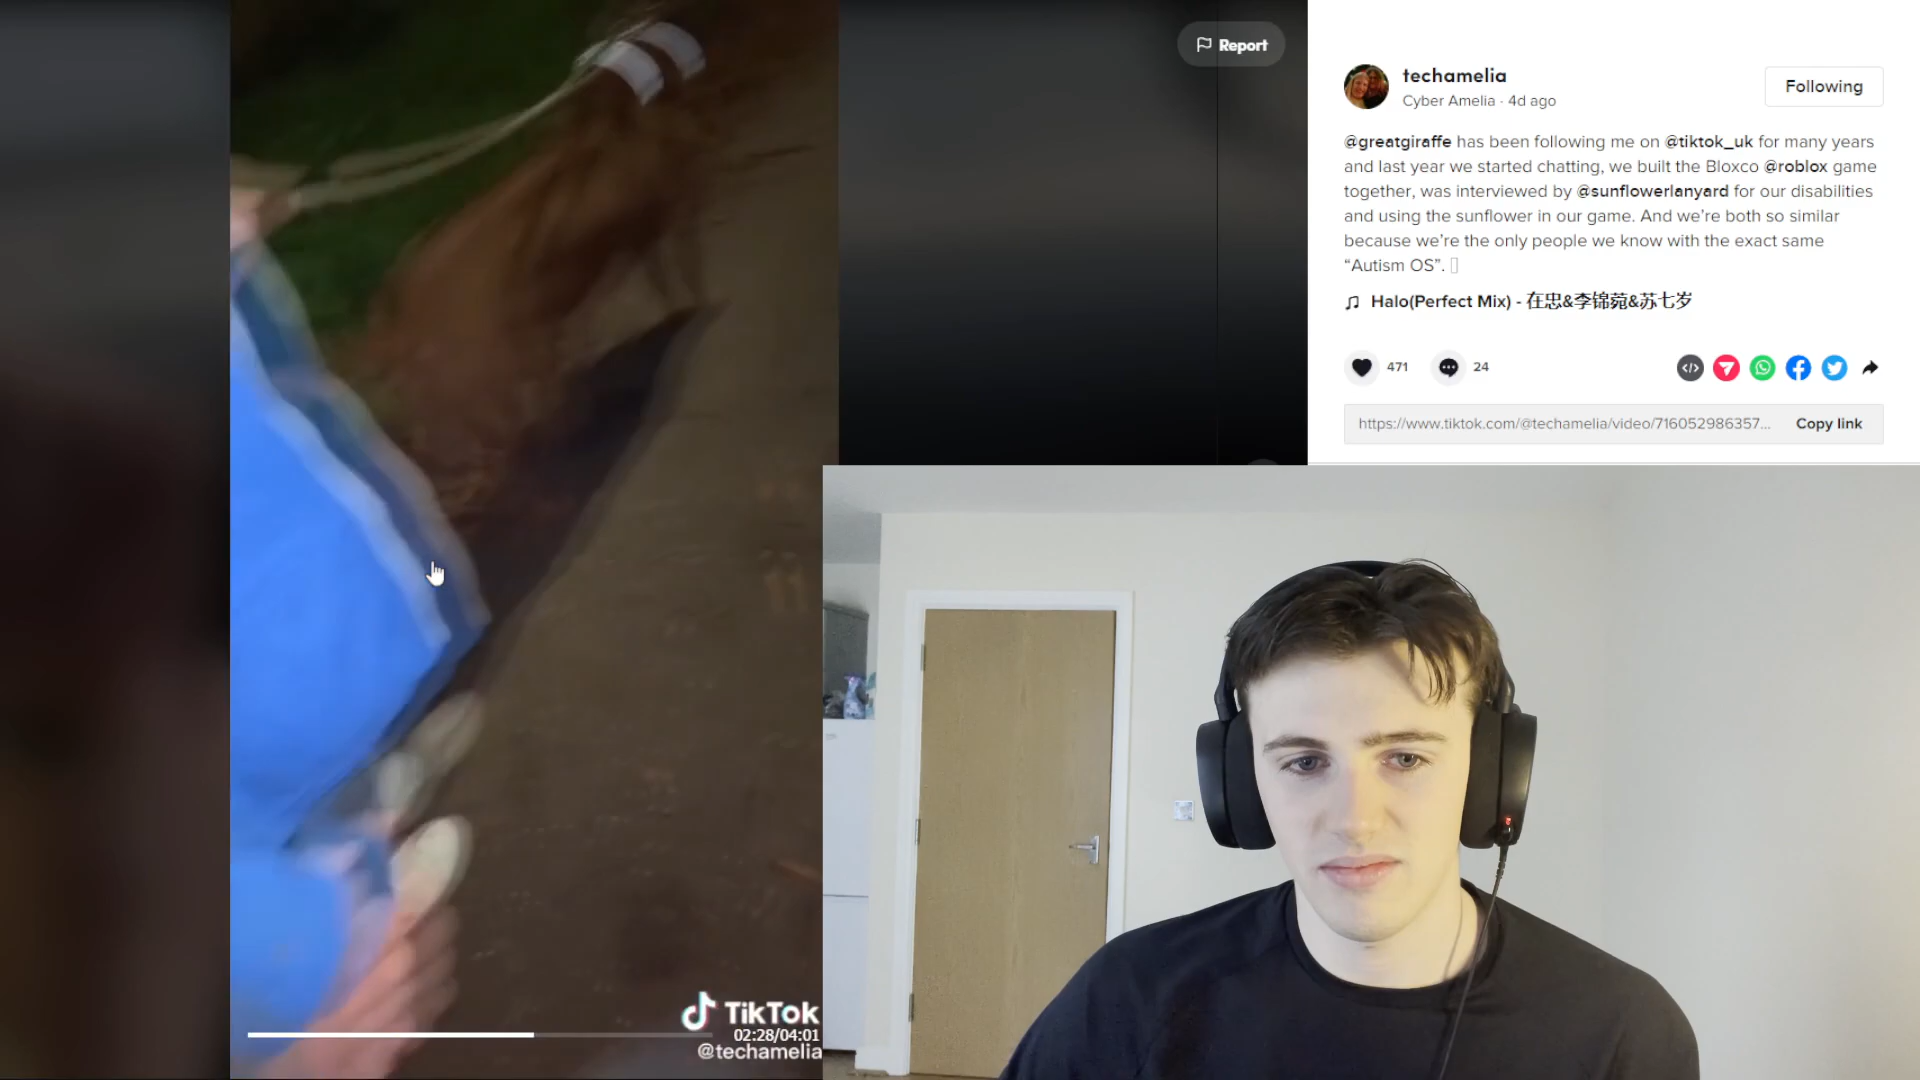 Report
techamelia
Cyber Amelia · 4d ago
Following
@greatgiraffe has been following me on @tiktok_uk for many years
and last year we started chatting, we built the Bloxco @roblox game
together, was interviewed by @sunflowerlanyard for our disabilities
and using the sunflower in our game. And we’re both so similar
because we’re the only people we know with the exact same
“Autism OS”.
Halo(Perfect Mix) - 在忠&李锦菀&苏七岁
471
24
https://www.tiktok.com/@techamelia/video/716052986357...
Copy link
TikTok
02:28/04:01
@techamelia